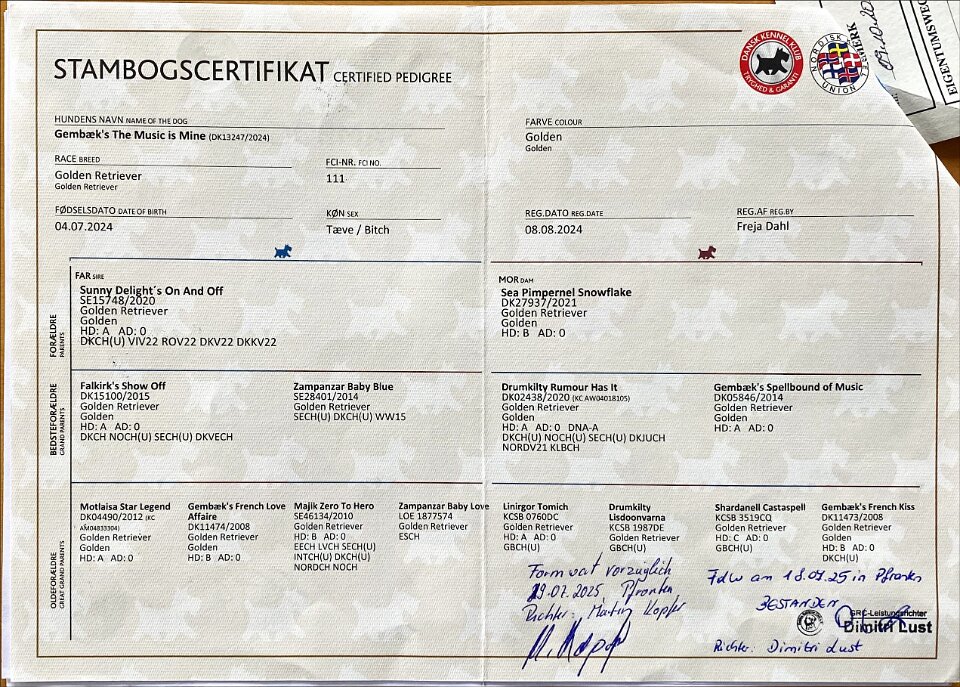 STAMBOGSCERTIFIKAT CERTIFIED PEDIGREE
DANSK KENNEL KLUB
TRYGHED & GARANTI
NORDISK KENNEL UNION
EIGENTUMSWEC
HUNDENS NAVN NAME OF THE DOG
Gembæk's The Music is Mine (DK13247/2024)
FARVE COLOUR
Golden
Golden
RACE BREED
Golden Retriever
Golden Retriever
FCI-NR. FCI NO.
111
FØDSELSDATO DATE OF BIRTH
04.07.2024
KØN SEX
Tæve / Bitch
REG.DATO REG.DATE
08.08.2024
REG.AF REG.BY
Freja Dahl
FORÆLDRE
PARENTS
FAR SIRE
Sunny Delight´s On And Off
SE15748/2020
Golden Retriever
Golden
HD: A AD: 0
DKCH(U) VIV22 ROV22 DKV22 DKKV22
MOR DAM
Sea Pimpernel Snowflake
DK27937/2021
Golden Retriever
Golden
HD: B AD: 0
BEDSTEFORÆLDRE
GRAND PARENTS
Falkirk's Show Off
DK15100/2015
Golden Retriever
Golden
HD: A AD: 0
DKCH NOCH(U) SECH(U) DKVECH
Zampanzar Baby Blue
SE28401/2014
Golden Retriever
SECH(U) DKCH(U) WW15
Drumkilty Rumour Has It
DK02438/2020 (KC AW04018105)
Golden Retriever
Golden
HD: A AD: 0 DNA-A
DKCH(U) NOCH(U) SECH(U) DKJUCH
NORDV21 KLBCH
Gembæk's Spellbound of Music
DK05846/2014
Golden Retriever
Golden
HD: A AD: 0
OLDEFORÆLDRE
GREAT GRAND PARENTS
Motlaisa Star Legend
DK04490/2012 (KC
AM04833304)
Golden Retriever
Golden
HD: A AD: 0
Gembæk's French Love
Affaire
DK11474/2008
Golden Retriever
Golden
HD: B AD: 0
Majik Zero To Hero
SE46134/2010
Golden Retriever
HD: B AD: 0
EECH LVCH SECH(U)
INTCH(U) DKCH(U)
NORDCH NOCH
Zampanzar Baby Love
LOE 1877574
Golden Retriever
ESCH
Linirgor Tomich
KCSB 0760DC
Golden Retriever
HD: A AD: 0
GBCH(U)
Drumkilty
Lisdoonvarna
KCSB 1987DE
Golden Retriever
GBCH(U)
Shardanell Castaspell
KCSB 3519CQ
Golden Retriever
HD: C AD: 0
GBCH(U)
Gembæk's French Kiss
DK11473/2008
Golden Retriever
Golden
HD: B AD: 0
DKCH(U)
Formwert vorzüglich
19.07.2025, Pfronten
Richter: Martin Kopfer
FdW am 18.07.25 in Pfronten
BESTANDEN
GRC-Leistungsrichter
Dimitri Lust
Richter: Dimitri Lust